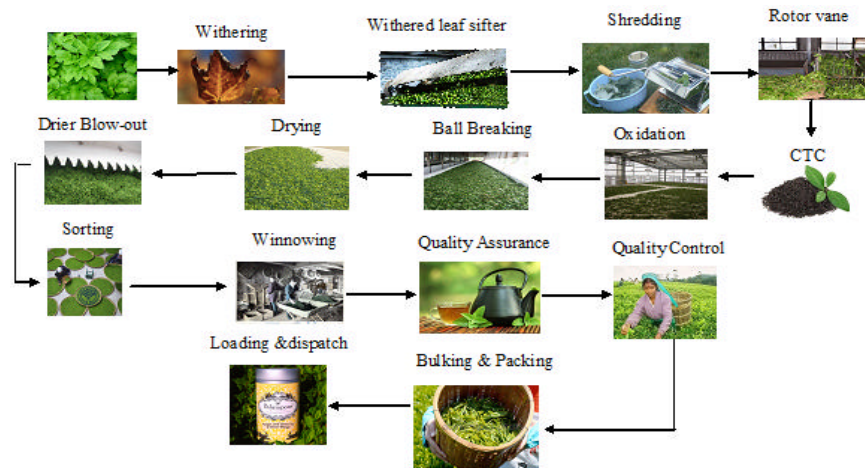 Withering
Withered leaf sifter
Shredding
Rotor vane
CTC
Oxidation
Ball Breaking
Drying
Drier Blow-out
Sorting
Winnowing
Quality Assurance
Quality Control
Bulking & Packing
Loading &dispatch